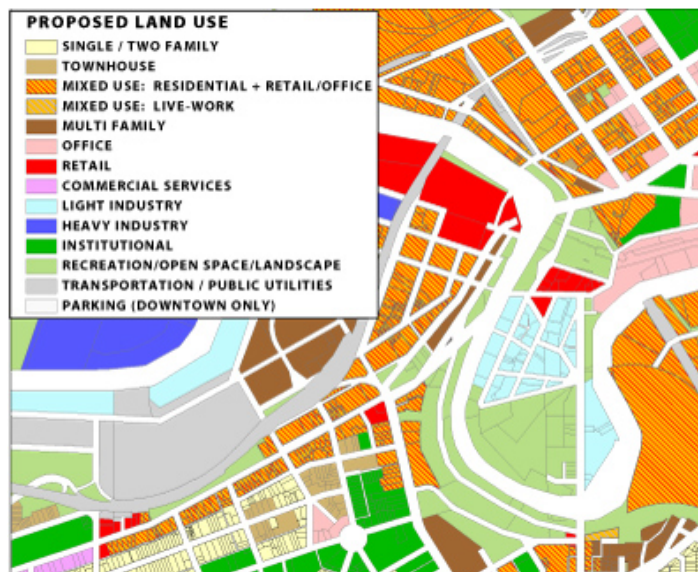 PROPOSED LAND USE
SINGLE / TWO FAMILY
TOWNHOUSE
MIXED USE: RESIDENTIAL + RETAIL/OFFICE
MIXED USE: LIVE-WORK
MULTI FAMILY
OFFICE
RETAIL
COMMERCIAL SERVICES
LIGHT INDUSTRY
HEAVY INDUSTRY
INSTITUTIONAL
RECREATION/OPEN SPACE/LANDSCAPE
TRANSPORTATION / PUBLIC UTILITIES
PARKING (DOWNTOWN ONLY)